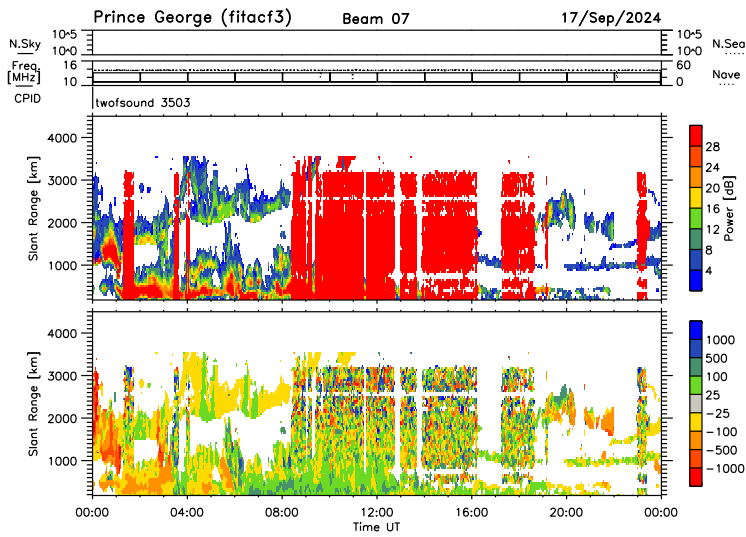 Prince George (fitacf3) Beam 07 17/Sep/2024
N.Sky 10^5 10^0 10^5 10^0 N.Sea
Freq. [MHz] 16 10 60 0 Nave
CPID twofsound 3503
Slant Range [km] 4000 3000 2000 1000
28 24 20 16 12 8 4 Power [dB]
Slant Range [km] 4000 3000 2000 1000
1000 500 100 25 -25 -100 -500 -1000
00:00 04:00 08:00 12:00 16:00 20:00 00:00
Time UT